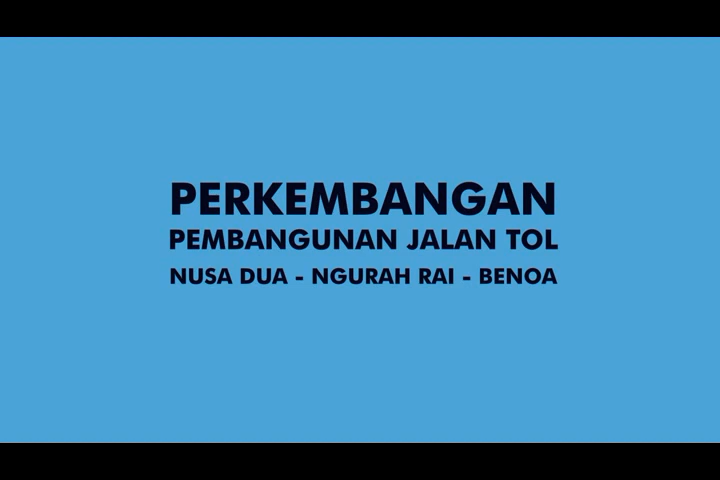 PERKEMBANGAN
PEMBANGUNAN JALAN TOL
NUSA DUA - NGURAH RAI - BENOA